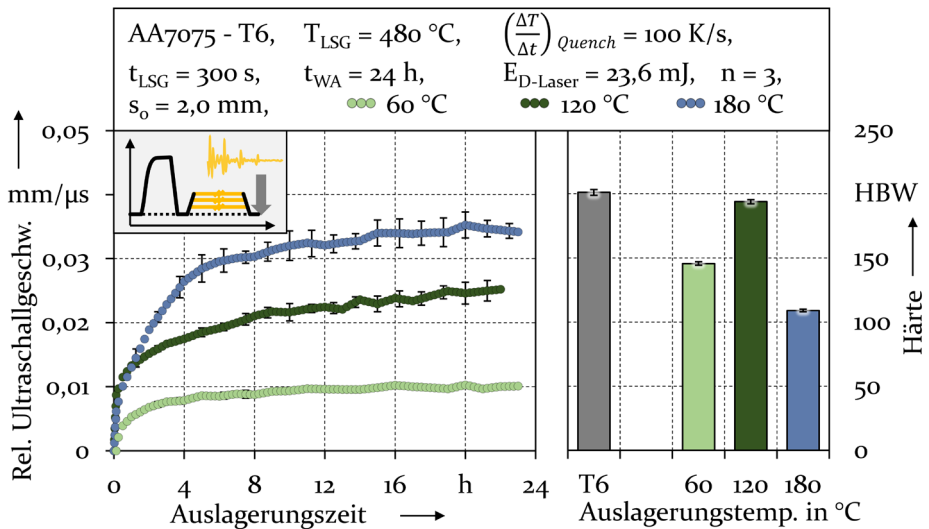 AA7075 - T6, T_LSG = 480 °C, (ΔT/Δt)_Quench = 100 K/s,
t_LSG = 300 s, t_WA = 24 h, E_D-Laser = 23,6 mJ, n = 3,
s_0 = 2,0 mm, 60 °C 120 °C 180 °C
0,05
mm/µs
0,03
0,02
0,01
0
Rel. Ultraschallgeschw.
0 4 8 12 16 h 24
Auslagerungszeit
250
HBW
150
100
50
0
Härte
T6 60 120 180
Auslagerungstemp. in °C